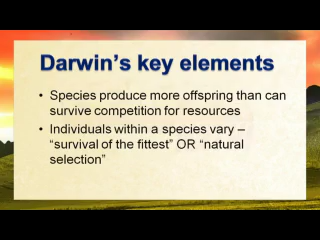 Darwin's key elements
• Species produce more offspring than can
survive competition for resources
• Individuals within a species vary –
“survival of the fittest” OR “natural
selection”